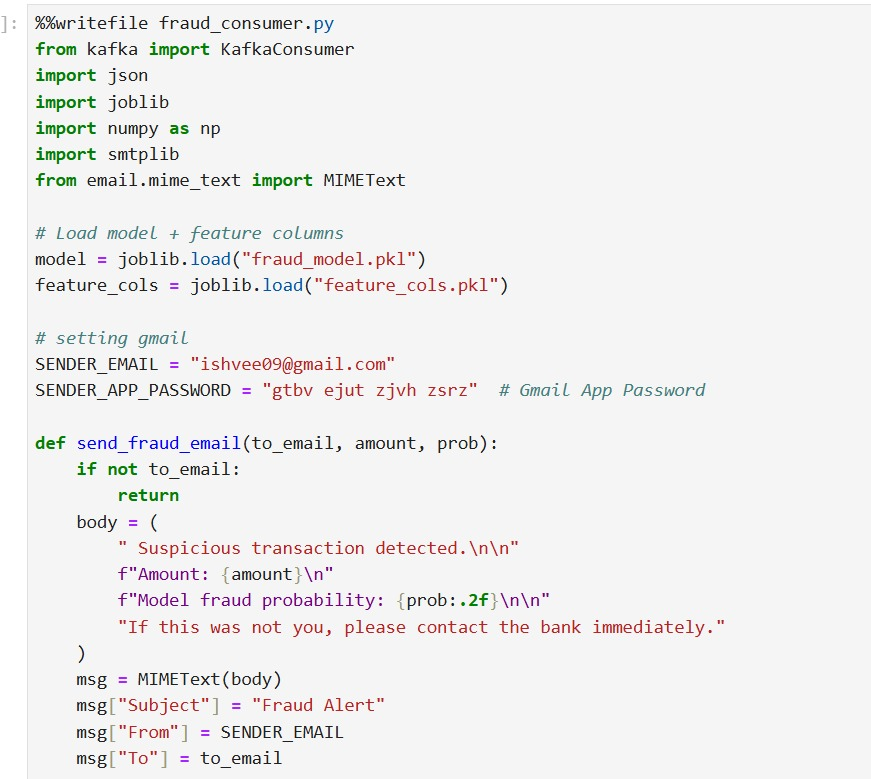 ]: %%writefile fraud_consumer.py
from kafka import KafkaConsumer
import json
import joblib
import numpy as np
import smtplib
from email.mime_text import MIMEText

# Load model + feature columns
model = joblib.load("fraud_model.pkl")
feature_cols = joblib.load("feature_cols.pkl")

# setting gmail
SENDER_EMAIL = "ishvee09@gmail.com"
SENDER_APP_PASSWORD = "gtbv ejut zjvh zsrz"  # Gmail App Password

def send_fraud_email(to_email, amount, prob):
    if not to_email:
        return
    body = (
        " Suspicious transaction detected.\n\n"
        f"Amount: {amount}\n"
        f"Model fraud probability: {prob:.2f}\n\n"
        "If this was not you, please contact the bank immediately."
    )
    msg = MIMEText(body)
    msg["Subject"] = "Fraud Alert"
    msg["From"] = SENDER_EMAIL
    msg["To"] = to_email